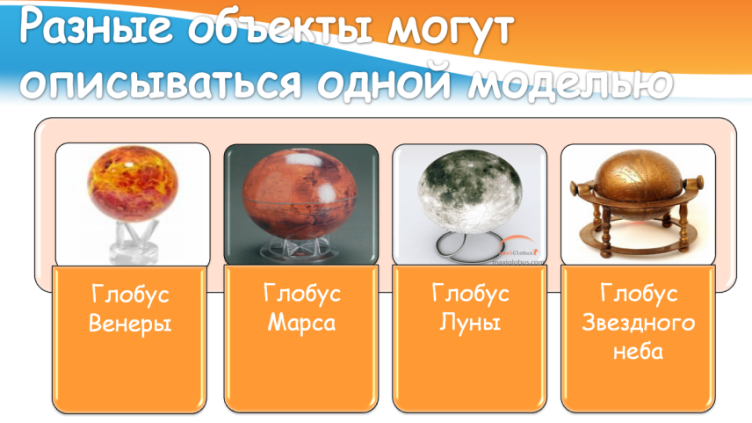 Разные объекты могут
описываться одной моделью
Глобус
Венеры
Глобус
Марса
Глобус
Луны
Глобус
Звездного
неба